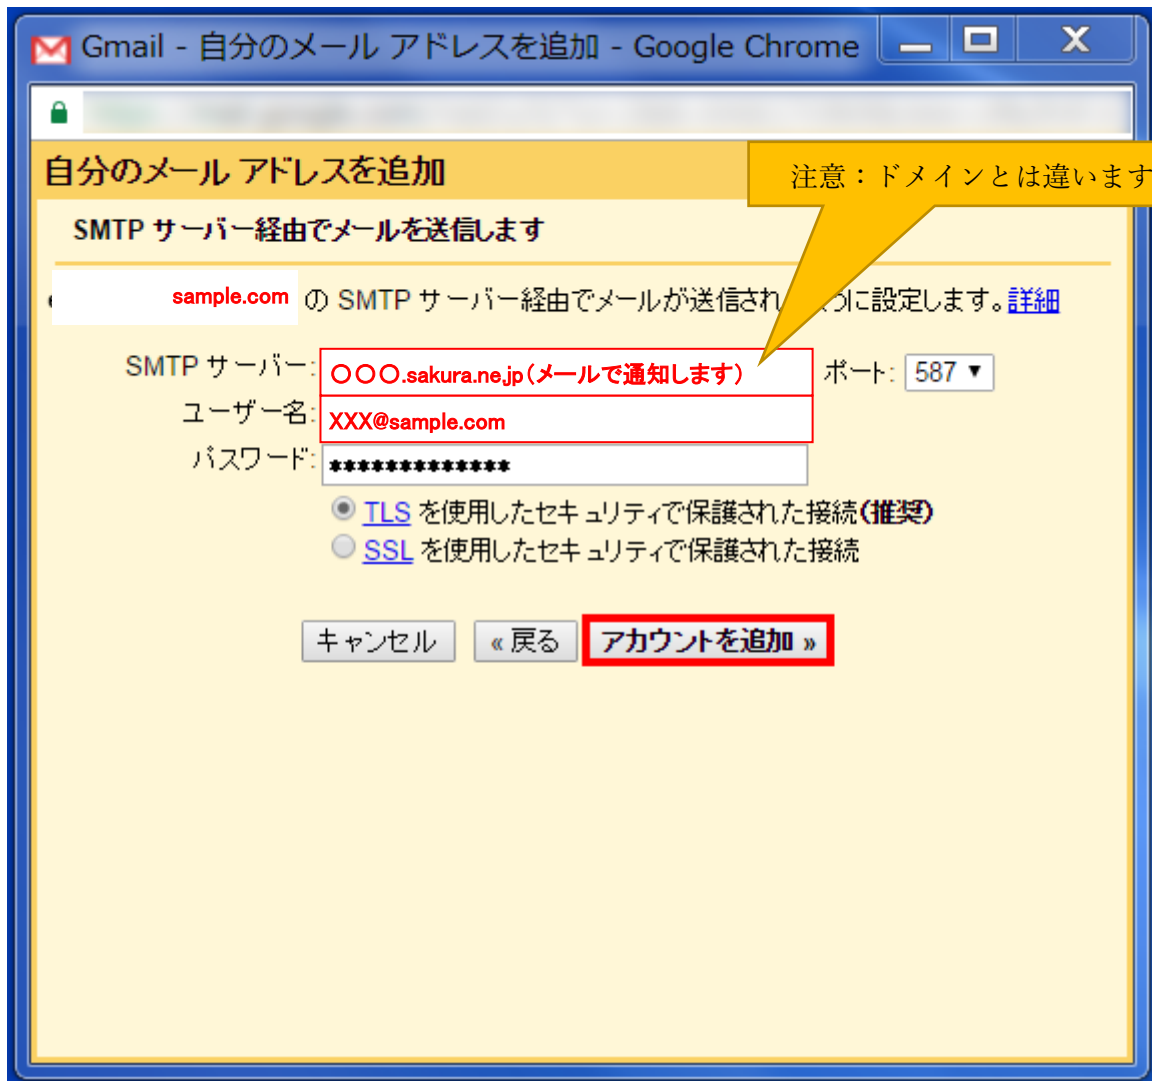 Gmail - 自分のメール アドレスを追加 - Google Chrome
自分のメール アドレスを追加
注意：ドメインとは違います
SMTP サーバー経由でメールを送信します
sample.com の SMTP サーバー経由でメールが送信され うに設定します。詳細
SMTP サーバー: 〇〇〇.sakura.ne.jp(メールで通知します) ポート: 587 ▼
ユーザー名: XXX@sample.com
パスワード: *************
TLS を使用したセキュリティで保護された接続(推奨)
SSL を使用したセキュリティで保護された接続
キャンセル « 戻る アカウントを追加 »